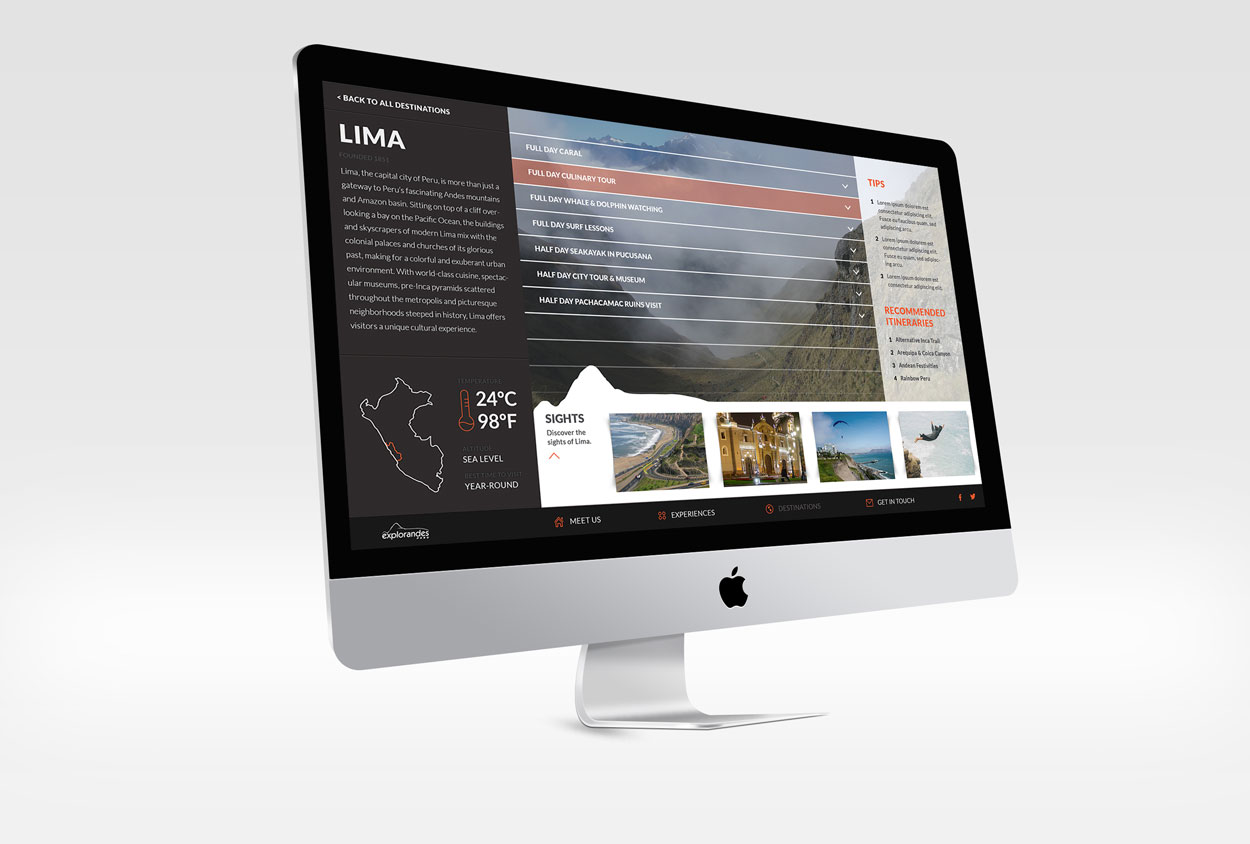 < BACK TO ALL DESTINATIONS
LIMA
FOUNDED 1451
Lima, the capital city of Peru, is more than just a
gateway to Peru's fascinating Andes mountains
and Amazon basin. Sitting on top of a cliff over-
looking a bay on the Pacific Ocean, the buildings
and skyscrapers of modern Lima mix with the
colonial palaces and churches of its glorious
past, making for a colorful and exuberant urban
environment. With world-class cuisine, spectac-
ular museums, pre-Inca pyramids scattered
throughout the metropolis and picturesque
neighborhoods steeped in history, Lima offers
visitors a unique cultural experience.
TEMPERATURE
24°C
98°F
ALTITUDE
SEA LEVEL
BEST TIME TO VISIT
YEAR-ROUND
FULL DAY CARAL
FULL DAY CULINARY TOUR
FULL DAY WHALE & DOLPHIN WATCHING
FULL DAY SURF LESSONS
HALF DAY SEAKAYAK IN PUCUSANA
HALF DAY CITY TOUR & MUSEUM
HALF DAY PACHACAMAC RUINS VISIT
TIPS
1 Lorem ipsum dolorem est
consectetur adipiscing elit.
Fusce eu faucibus quam, sed
adipiscing arcu.
2 Lorem ipsum dolorem est
consectetur adipiscing elit.
Fusce eu quam, sed adipisc-
ing arcu.
3 Lorem ipsum dolorem est
consectetur adipiscing elit.
RECOMMENDED
ITINERARIES
1 Alternative Inca Trail
2 Arequipa & Colca Canyon
3 Andean Festivities
4 Rainbow Peru
SIGHTS
Discover the
sights of Lima.
explorandes
MEET US
EXPERIENCES
DESTINATIONS
GET IN TOUCH